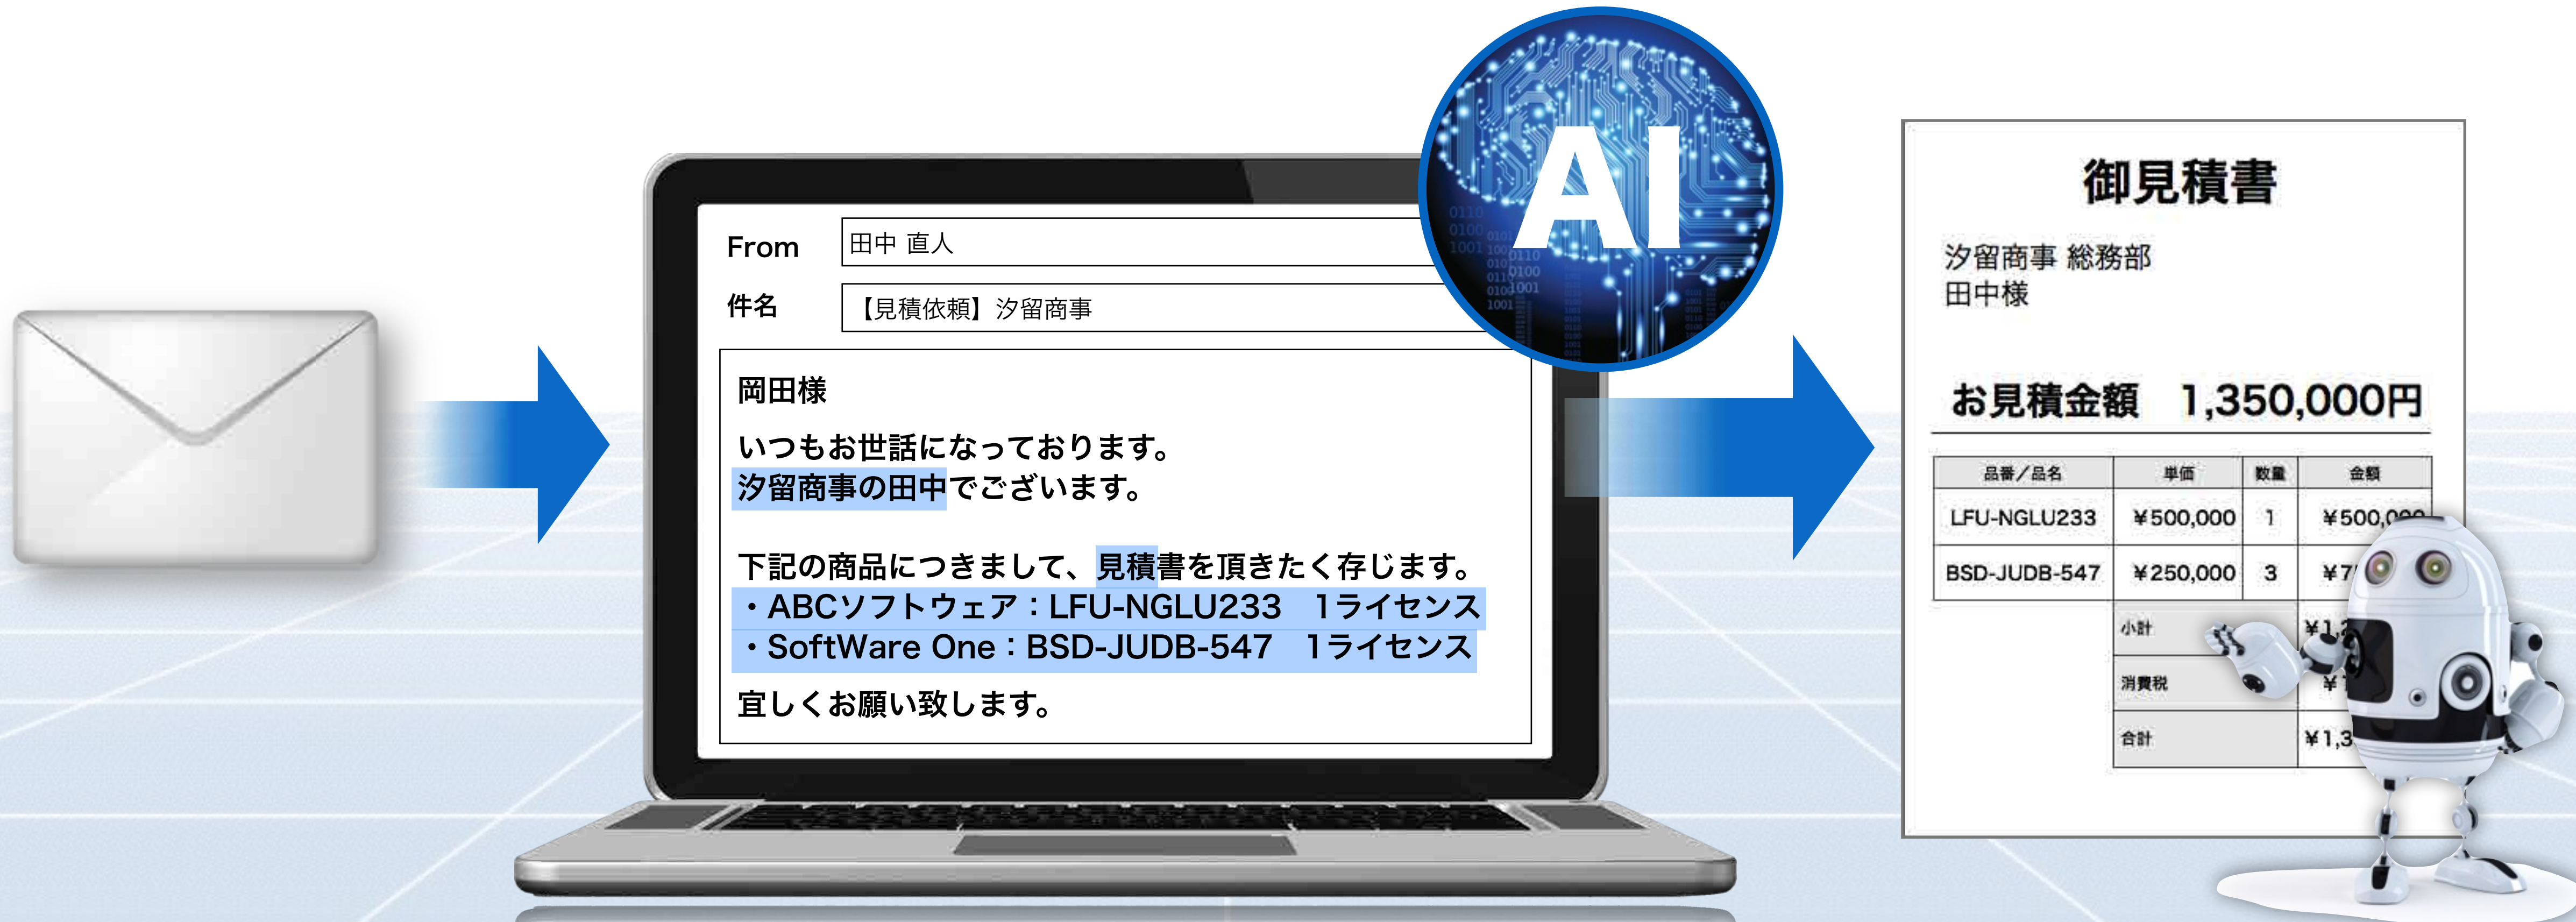 From 田中 直人
件名 【見積依頼】汐留商事
岡田様
いつもお世話になっております。
汐留商事の田中でございます。
下記の商品につきまして、見積書を頂きたく存じます。
・ABCソフトウェア：LFU-NGLU233　1ライセンス
・SoftWare One：BSD-JUDB-547　1ライセンス
宜しくお願い致します。
AI
御見積書
汐留商事 総務部
田中様
お見積金額　1,350,000円
品番／品名 単価 数量 金額
LFU-NGLU233 ¥500,000 1
BSD-JUDB-547 ¥250,000 3
小計
消費税
合計